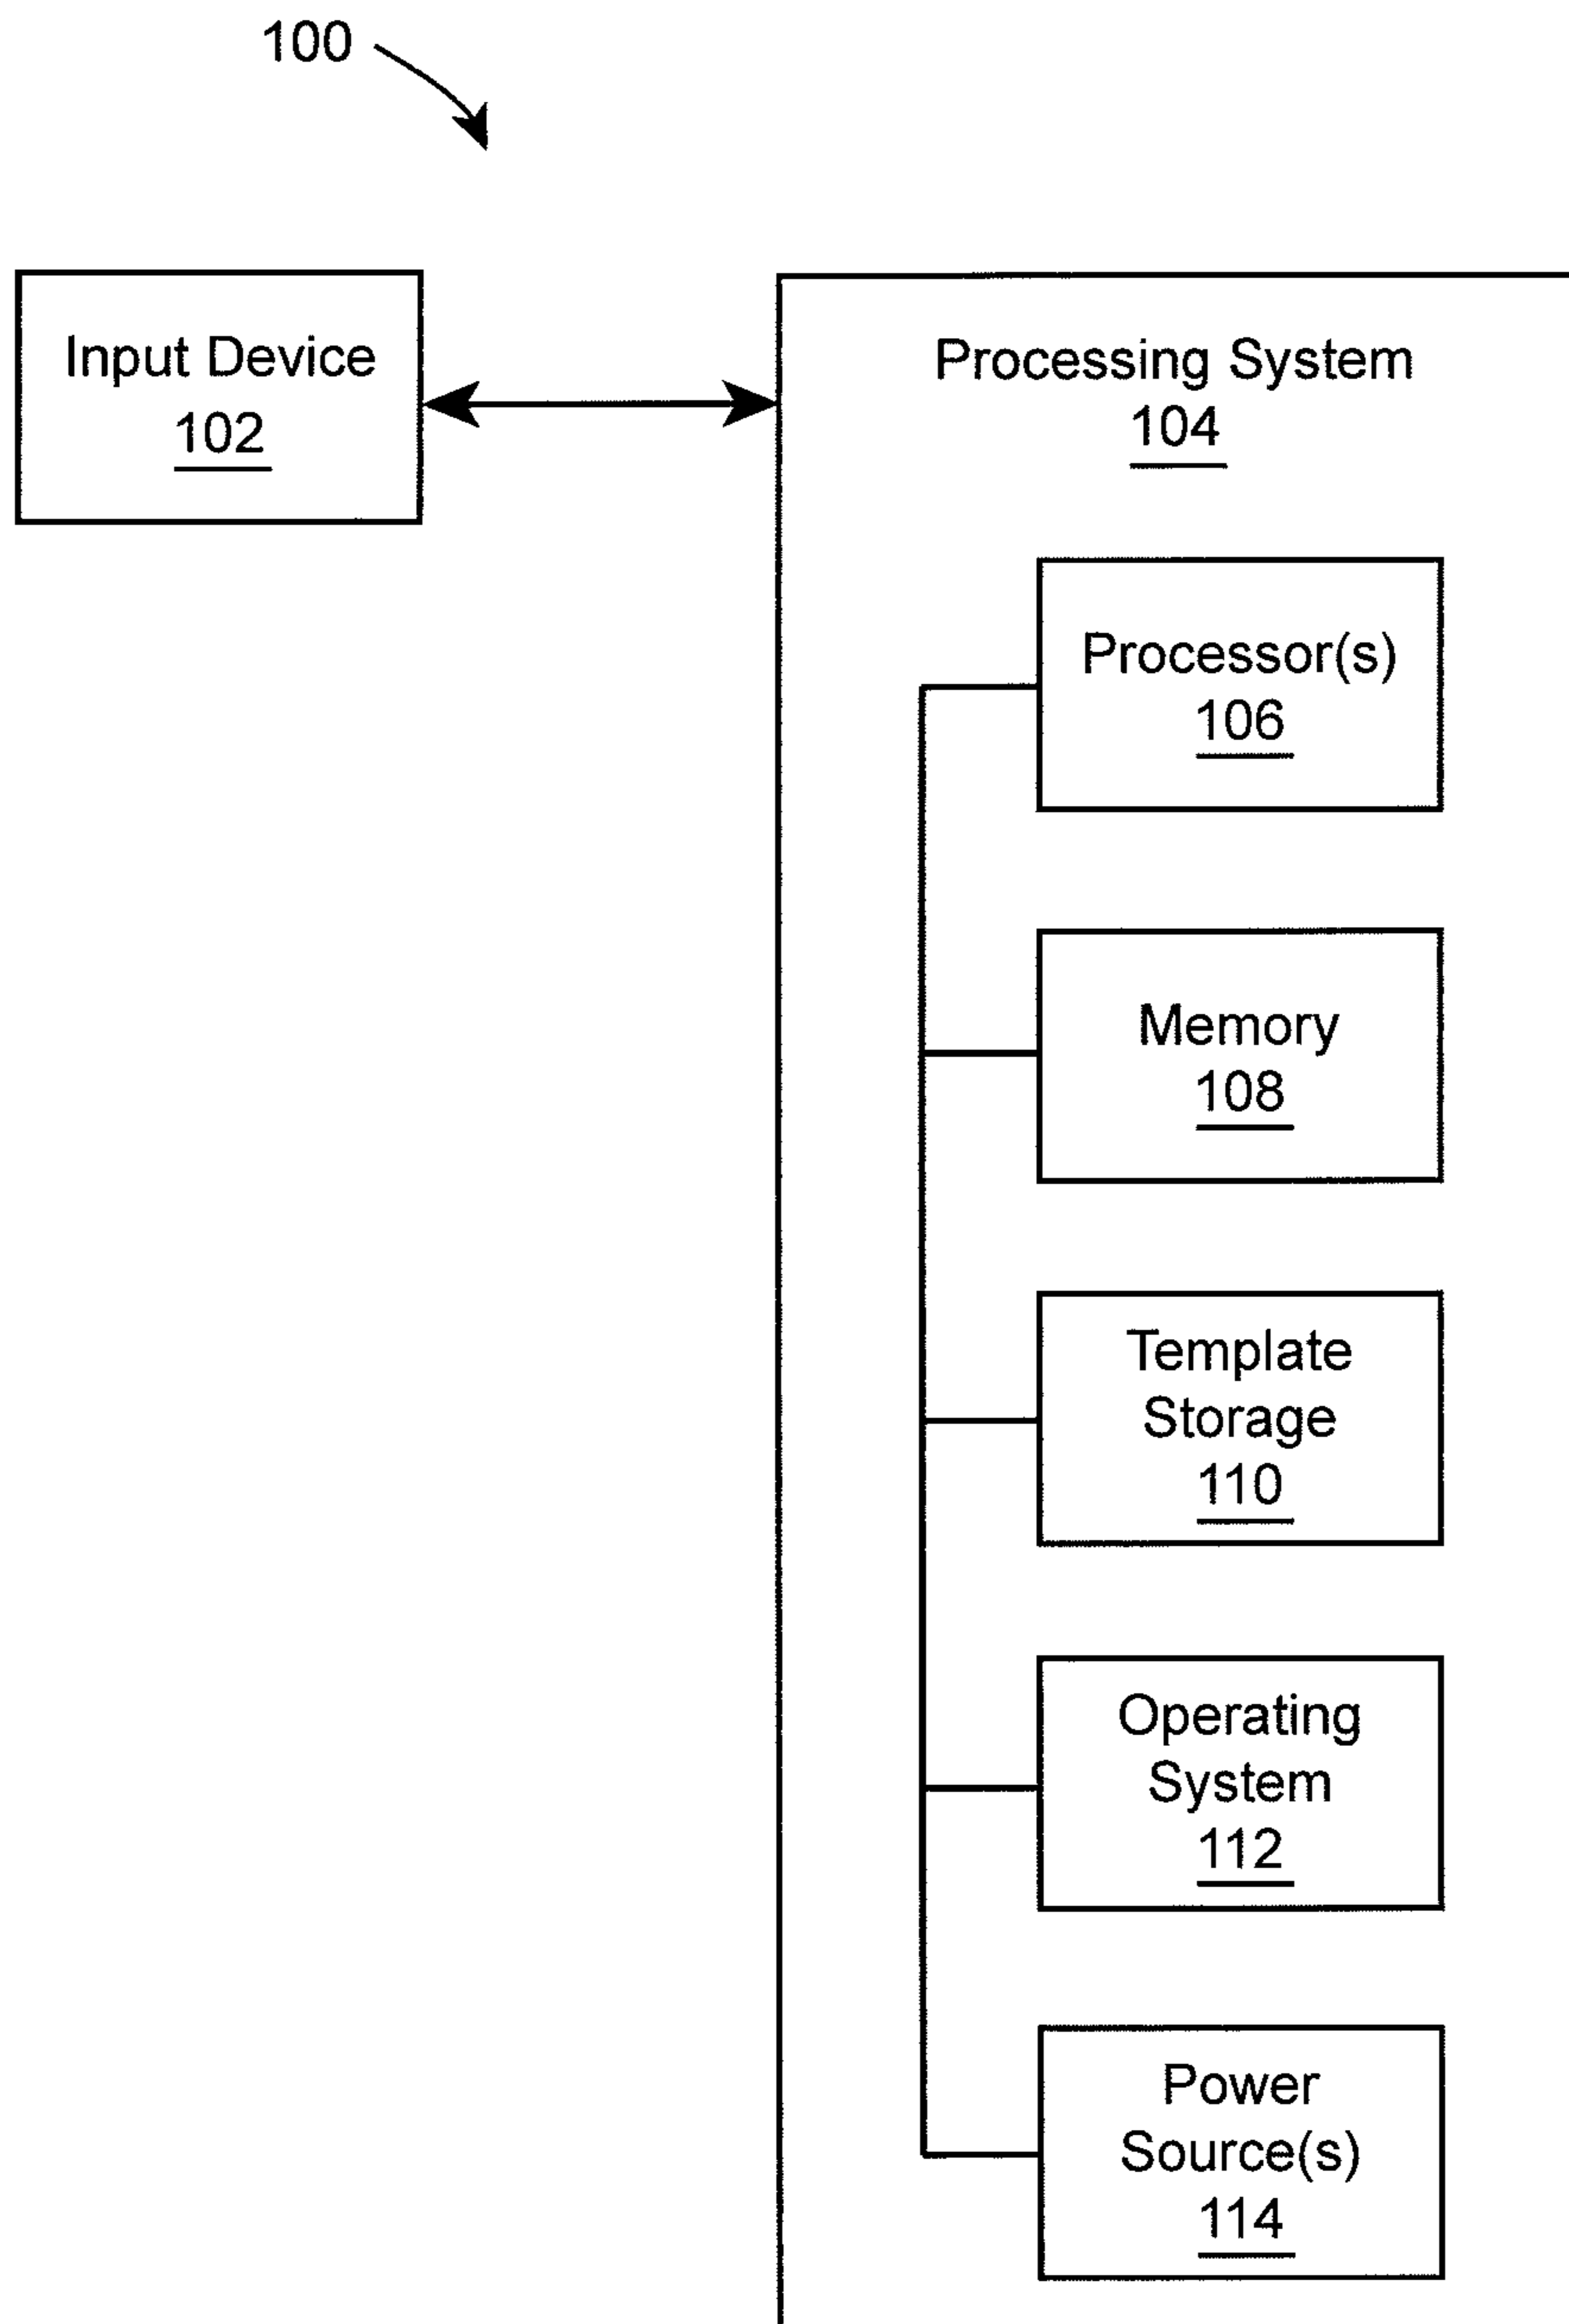 100
Input Device
102
Processing System
104
Processor(s)
106
Memory
108
Template
Storage
110
Operating
System
112
Power
Source(s)
114